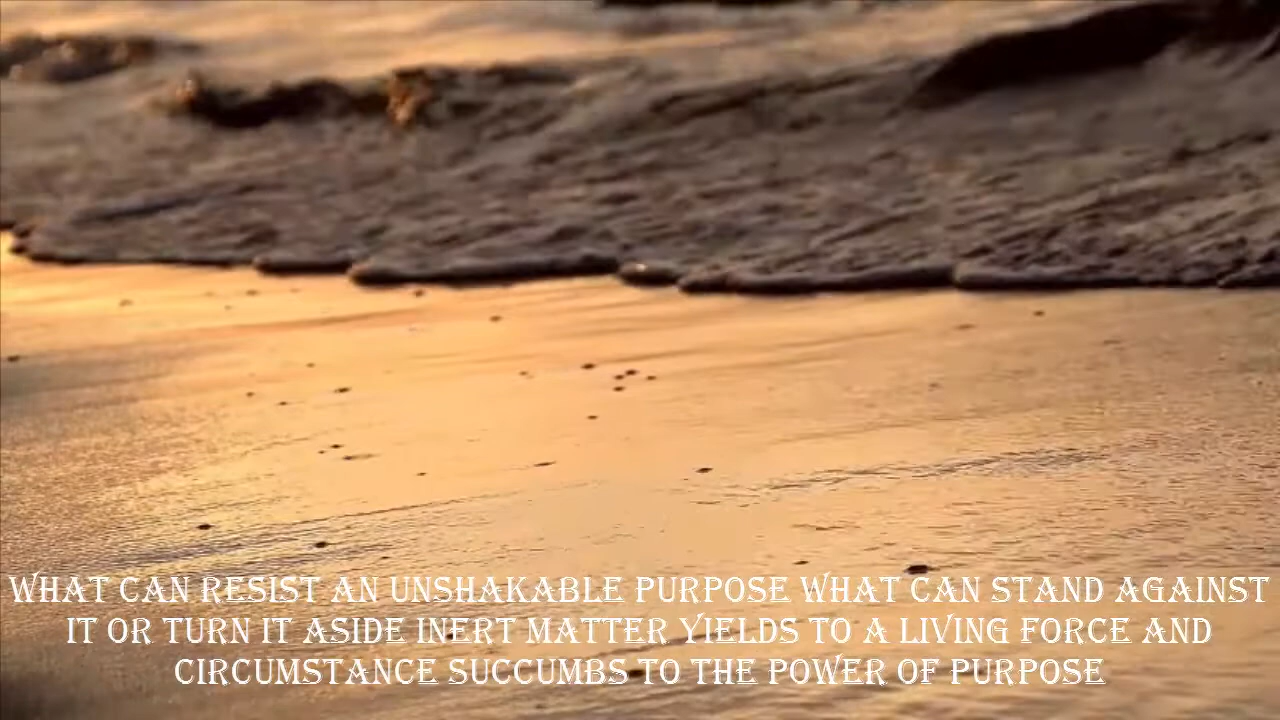 WHAT CAN RESIST AN UNSHAKABLE PURPOSE WHAT CAN STAND AGAINST
IT OR TURN IT ASIDE INERT MATTER YIELDS TO A LIVING FORCE AND
CIRCUMSTANCE SUCCUMBS TO THE POWER OF PURPOSE